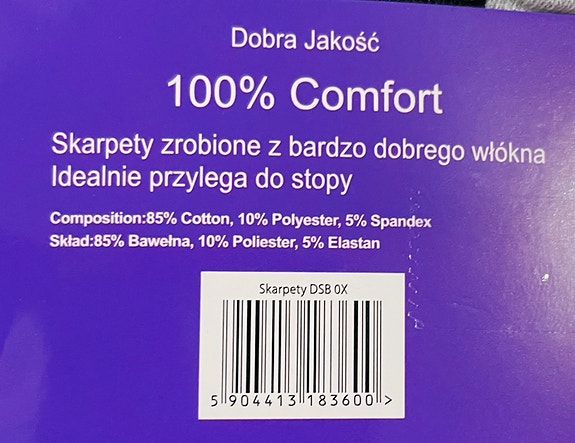 Dobra Jakość
100% Comfort
Skarpety zrobione z bardzo dobrego włókna
Idealnie przylega do stopy
Composition:85% Cotton, 10% Polyester, 5% Spandex
Skład:85% Bawełna, 10% Poliester, 5% Elastan
Skarpety DSB 0X
5 904413 183600 >